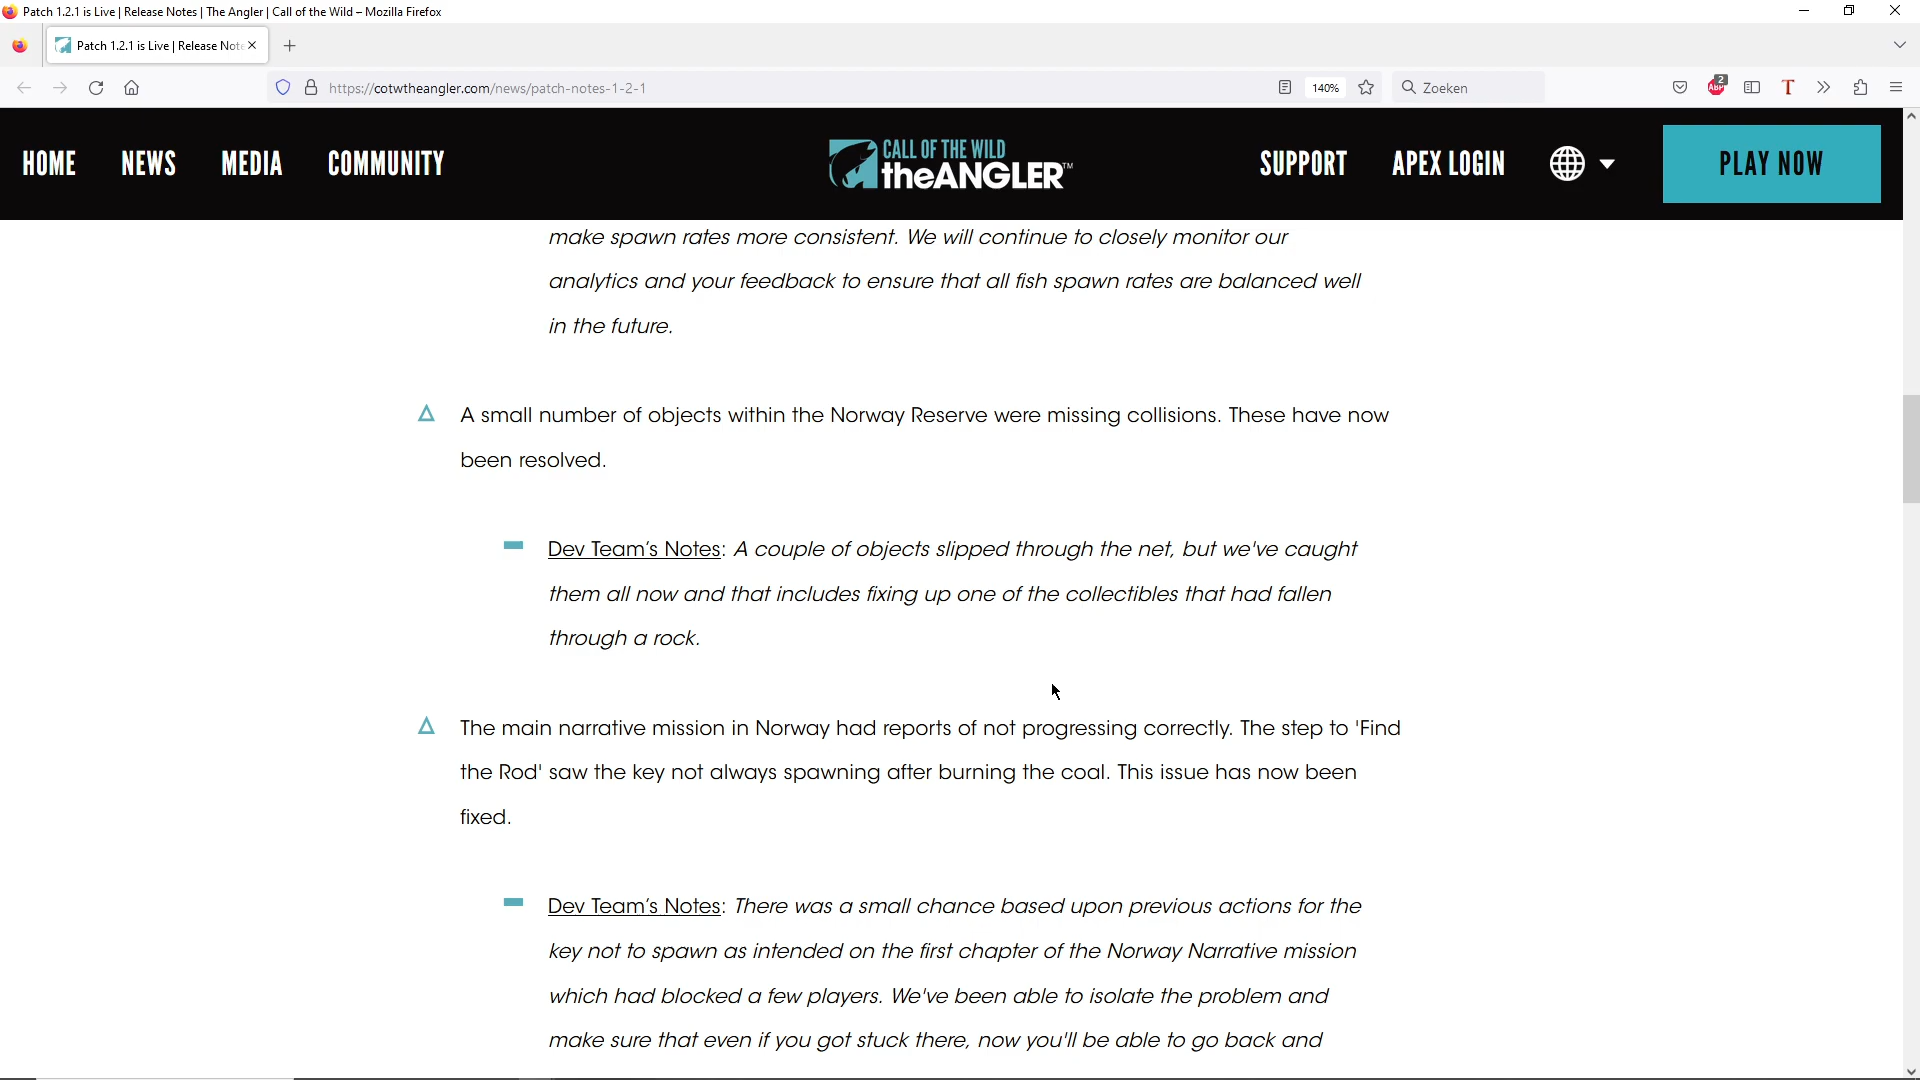 Patch 1.2.1 is Live | Release Notes | The Angler | Call of the Wild – Mozilla Firefox
Patch 1.2.1 is Live | Release Note
https://cotwtheangler.com/news/patch-notes-1-2-1
140%
Zoeken
ABP
2
T
HOME
NEWS
MEDIA
COMMUNITY
CALL OF THE WILD
theANGLER™
SUPPORT
APEX LOGIN
PLAY NOW
make spawn rates more consistent. We will continue to closely monitor our
analytics and your feedback to ensure that all fish spawn rates are balanced well
in the future.
A small number of objects within the Norway Reserve were missing collisions. These have now
been resolved.
Dev Team's Notes: A couple of objects slipped through the net, but we've caught
them all now and that includes fixing up one of the collectibles that had fallen
through a rock.
The main narrative mission in Norway had reports of not progressing correctly. The step to 'Find
the Rod' saw the key not always spawning after burning the coal. This issue has now been
fixed.
Dev Team's Notes: There was a small chance based upon previous actions for the
key not to spawn as intended on the first chapter of the Norway Narrative mission
which had blocked a few players. We've been able to isolate the problem and
make sure that even if you got stuck there, now you'll be able to go back and